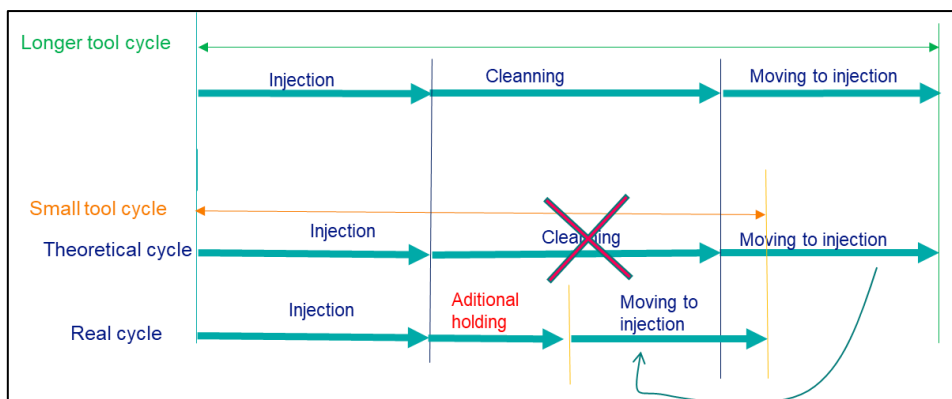 Longer tool cycle
Injection
Cleanning
Moving to injection
Small tool cycle
Theoretical cycle
Injection
Cleanning
Moving to injection
Real cycle
Injection
Aditional
holding
Moving to
injection